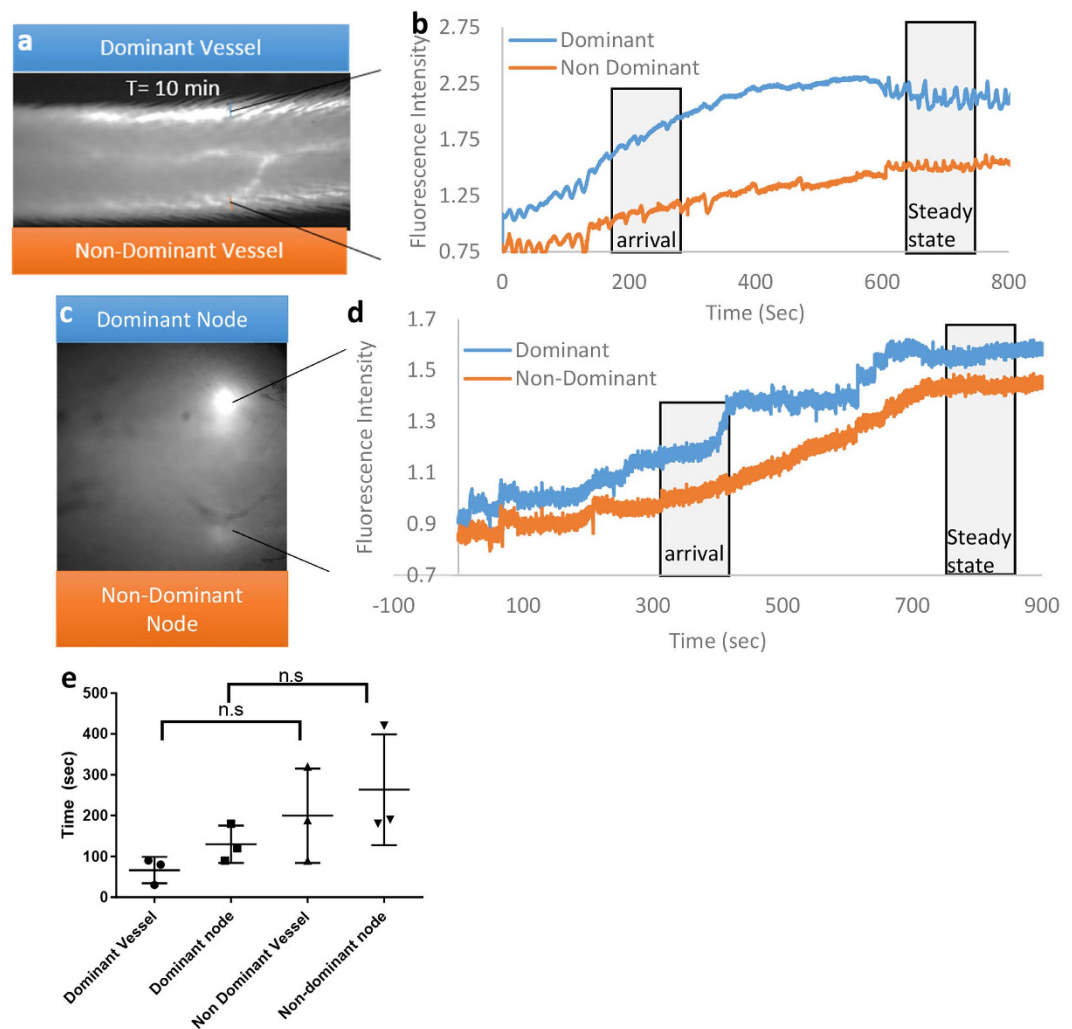 a
Dominant Vessel
T= 10 min
Non-Dominant Vessel
b
Fluorescence Intensity
2.75
2.25
1.75
1.25
0.75
Dominant
Non Dominant
arrival
Steady
state
0
200
400
600
800
Time (Sec)
c
Dominant Node
Non-Dominant
Node
d
Fluorescence Intensity
1.7
1.5
1.3
1.1
0.9
0.7
Dominant
Non-Dominant
arrival
Steady
state
-100
100
300
500
700
900
Time (sec)
e
n.s
n.s
Time (sec)
500
400
300
200
100
0
Dominant Vessel
Dominant node
Non Dominant Vessel
Non-dominant node